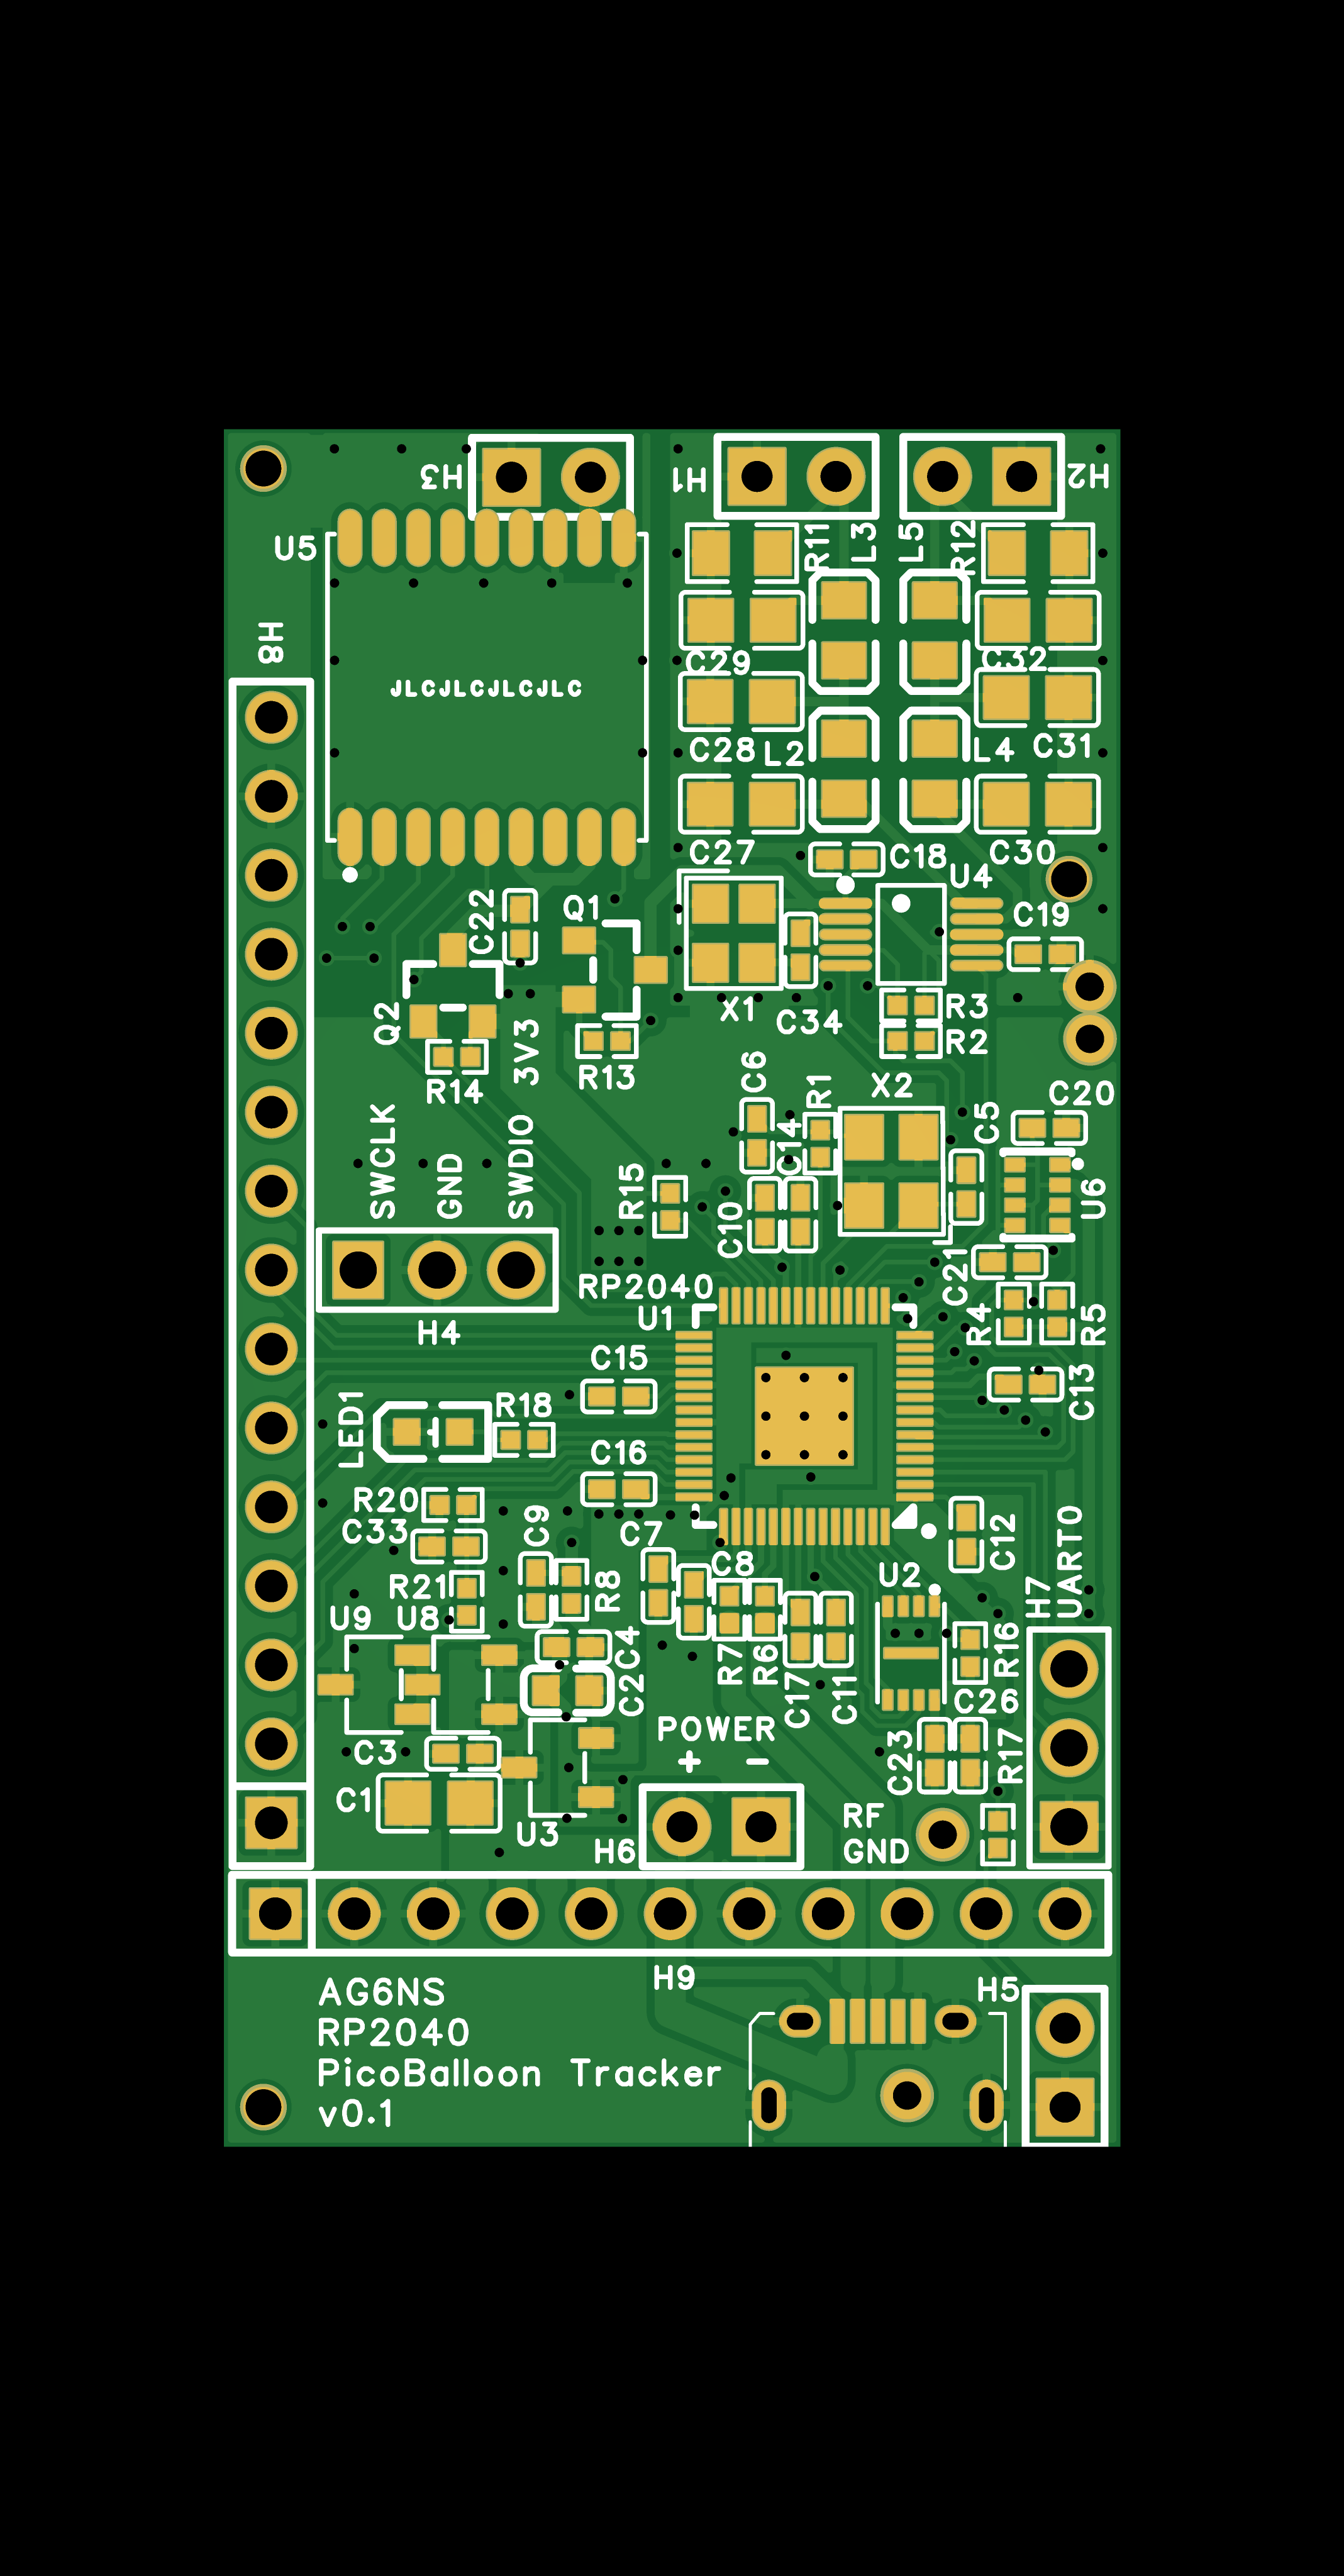 H3
H1
H2
U5
R11
L3
L5
R12
H8
C29
C32
JLCJLCJLCJLC
C28
L2
L4
C31
C27
C18
C30
U4
C22
Q1
C19
Q2
X1
C34
R3
R2
3V3
R14
R13
C6
R1
X2
C20
C5
C14
SWCLK
GND
SWDIO
R15
C10
U6
C21
RP2040
U1
H4
R4
R5
C15
C13
LED1
R18
C16
R20
C33
C9
C7
C12
UART0
H7
C8
U2
R21
R8
U9
U8
C4
R7
R6
R16
C2
C17
C11
C26
POWER
+ -
C3
C23
R17
C1
U3
H6
RF
GND
H9
H5
AG6NS
RP2040
PicoBalloon Tracker
v0.1